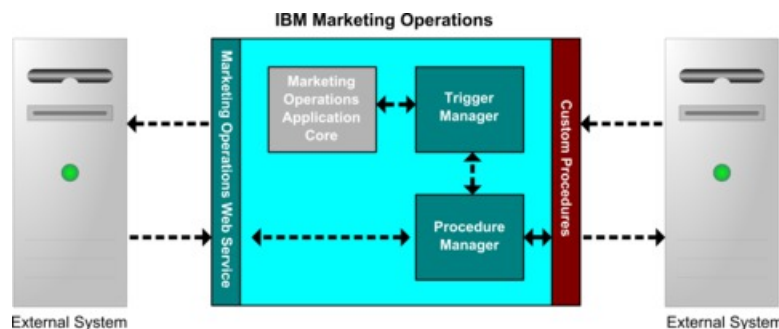 IBM Marketing Operations
Marketing Operations Web Service
Marketing
Operations
Application
Core
Trigger
Manager
Procedure
Manager
Custom Procedures
External System
External System